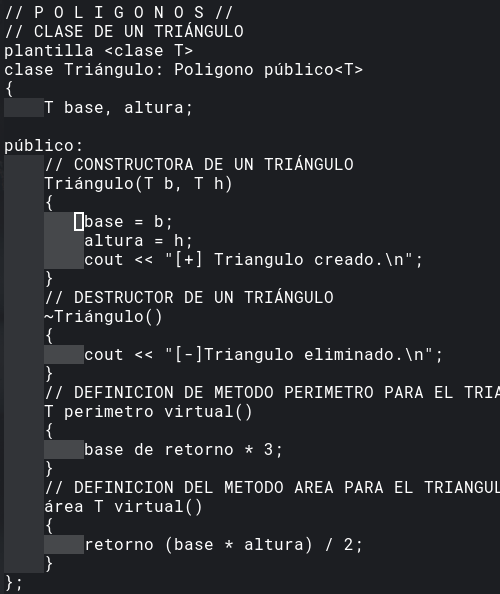 // P O L I G O N O S //
// CLASE DE UN TRIÁNGULO
plantilla <clase T>
clase Triángulo: Poligono público<T>
{
T base, altura;
público:
// CONSTRUCTORA DE UN TRIÁNGULO
Triángulo(T b, T h)
{
base = b;
altura = h;
cout << "[+] Triangulo creado.\n";
}
// DESTRUCTOR DE UN TRIÁNGULO
~Triángulo()
{
cout << "[-]Triangulo eliminado.\n";
}
// DEFINICION DE METODO PERIMETRO PARA EL TRIA
T perimetro virtual()
{
base de retorno * 3;
}
// DEFINICION DEL METODO AREA PARA EL TRIANGUL
área T virtual()
{
retorno (base * altura) / 2;
}
};